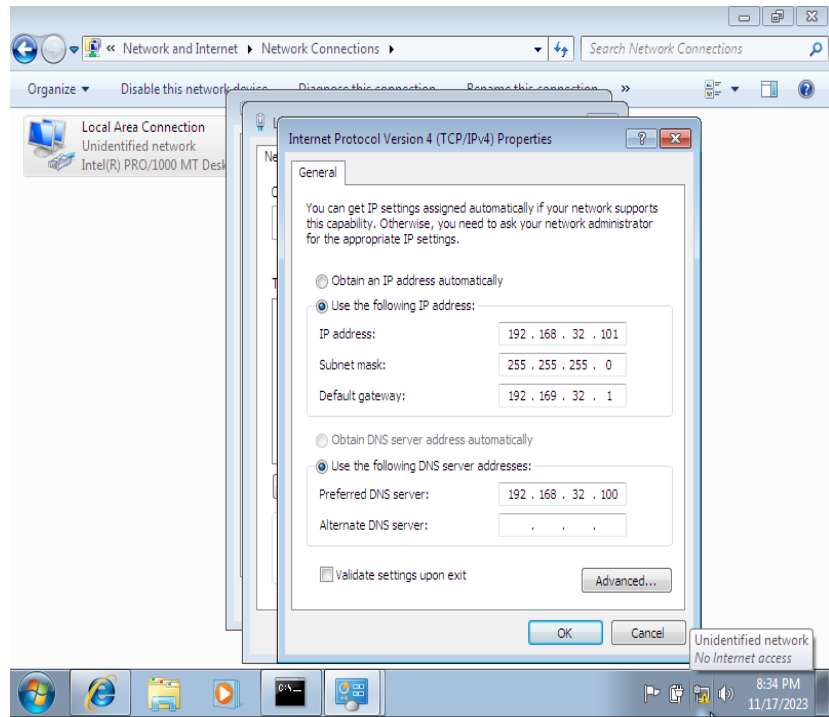 « Network and Internet ▸ Network Connections ▸
Search Network Connections
Organize ▾ Disable this network device Diagnose this connection Rename this connection »
Local Area Connection
Unidentified network
Intel(R) PRO/1000 MT Desk
L
Internet Protocol Version 4 (TCP/IPv4) Properties
Ne
General
C
You can get IP settings assigned automatically if your network supports
this capability. Otherwise, you need to ask your network administrator
for the appropriate IP settings.
T
Obtain an IP address automatically
Use the following IP address:
IP address: 192 . 168 . 32 . 101
Subnet mask: 255 . 255 . 255 . 0
Default gateway: 192 . 169 . 32 . 1
Obtain DNS server address automatically
Use the following DNS server addresses:
Preferred DNS server: 192 . 168 . 32 . 100
Alternate DNS server: . . .
Validate settings upon exit
Advanced...
OK Cancel
Unidentified network
No Internet access
C:\_
8:34 PM
11/17/2023